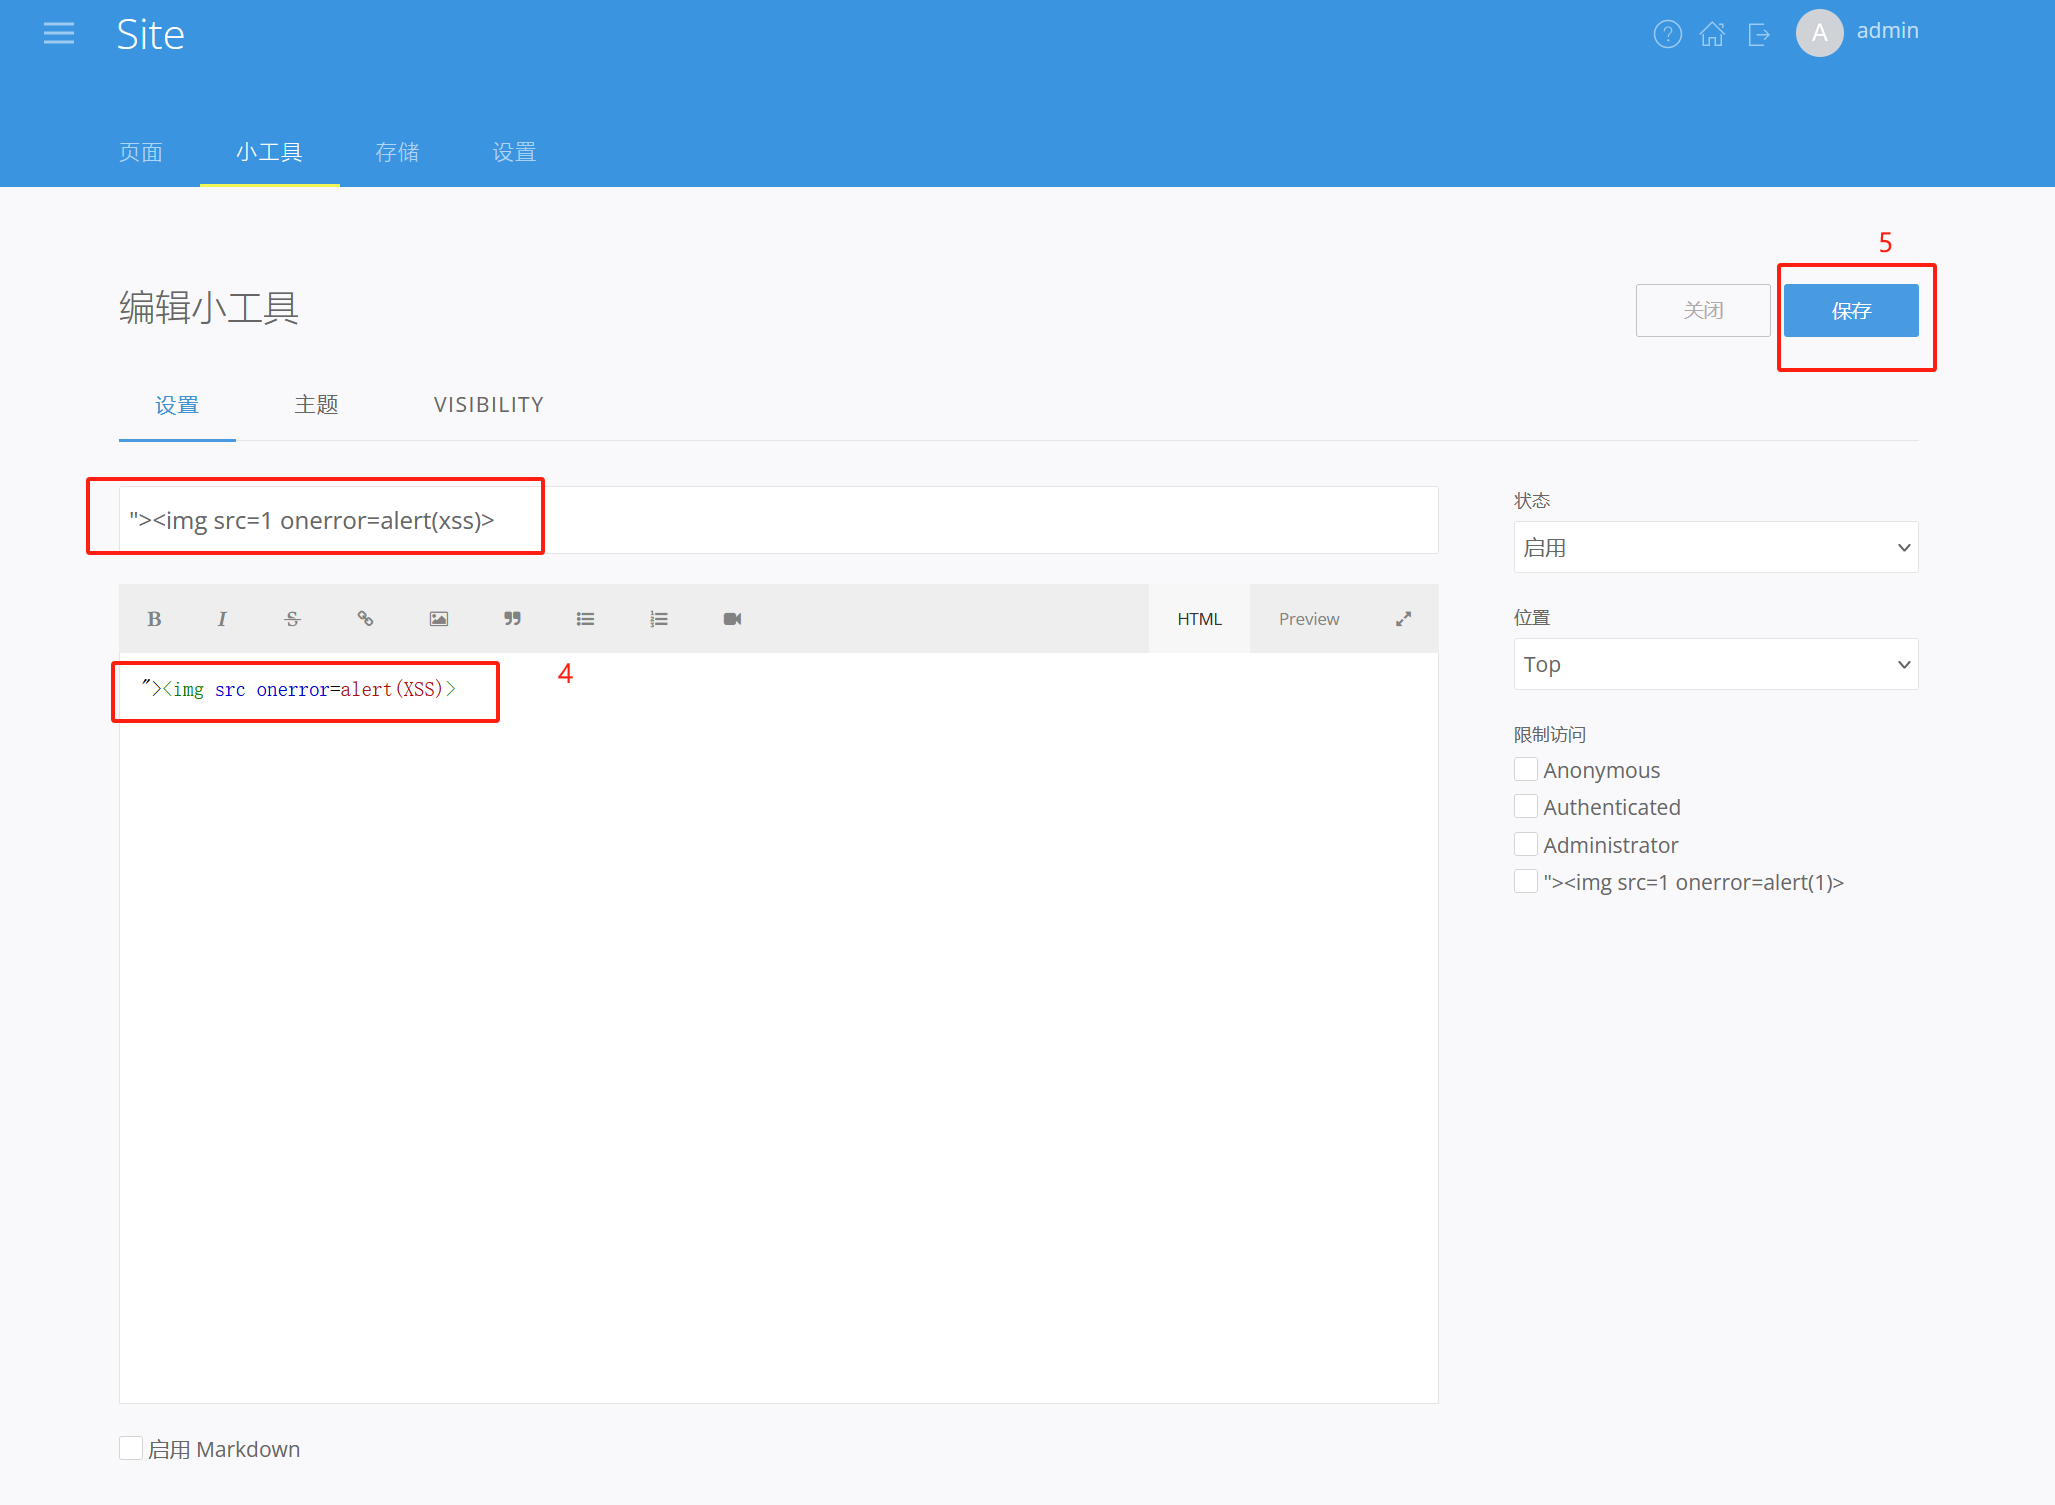 Site
? A admin
页面 小工具 存储 设置
5
编辑小工具
关闭 保存
设置 主题 VISIBILITY
"><img src=1 onerror=alert(xss)>
B I S HTML Preview
"><img src onerror=alert(XSS)>
4
状态
启用
位置
Top
限制访问
Anonymous
Authenticated
Administrator
"><img src=1 onerror=alert(1)>
启用 Markdown